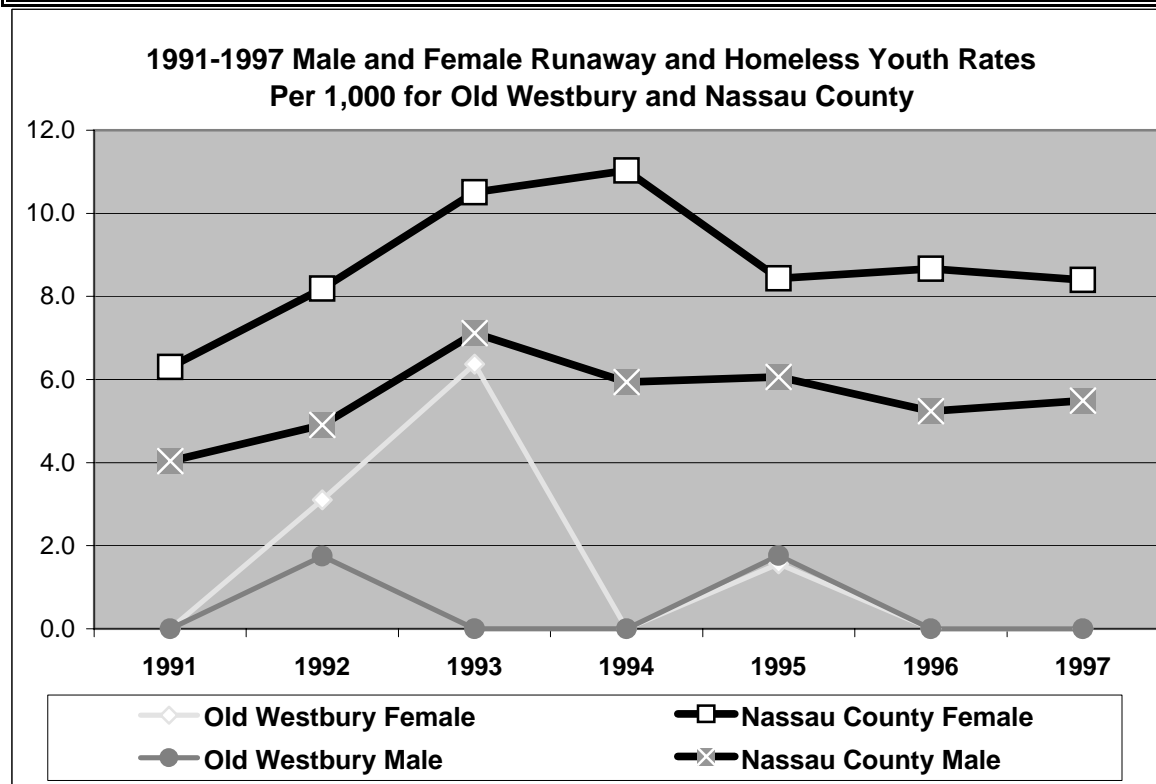 1991-1997 Male and Female Runaway and Homeless Youth Rates
Per 1,000 for Old Westbury and Nassau County
12.0
10.0
8.0
6.0
4.0
2.0
0.0
1991 1992 1993 1994 1995 1996 1997
Old Westbury Female Nassau County Female
Old Westbury Male Nassau County Male